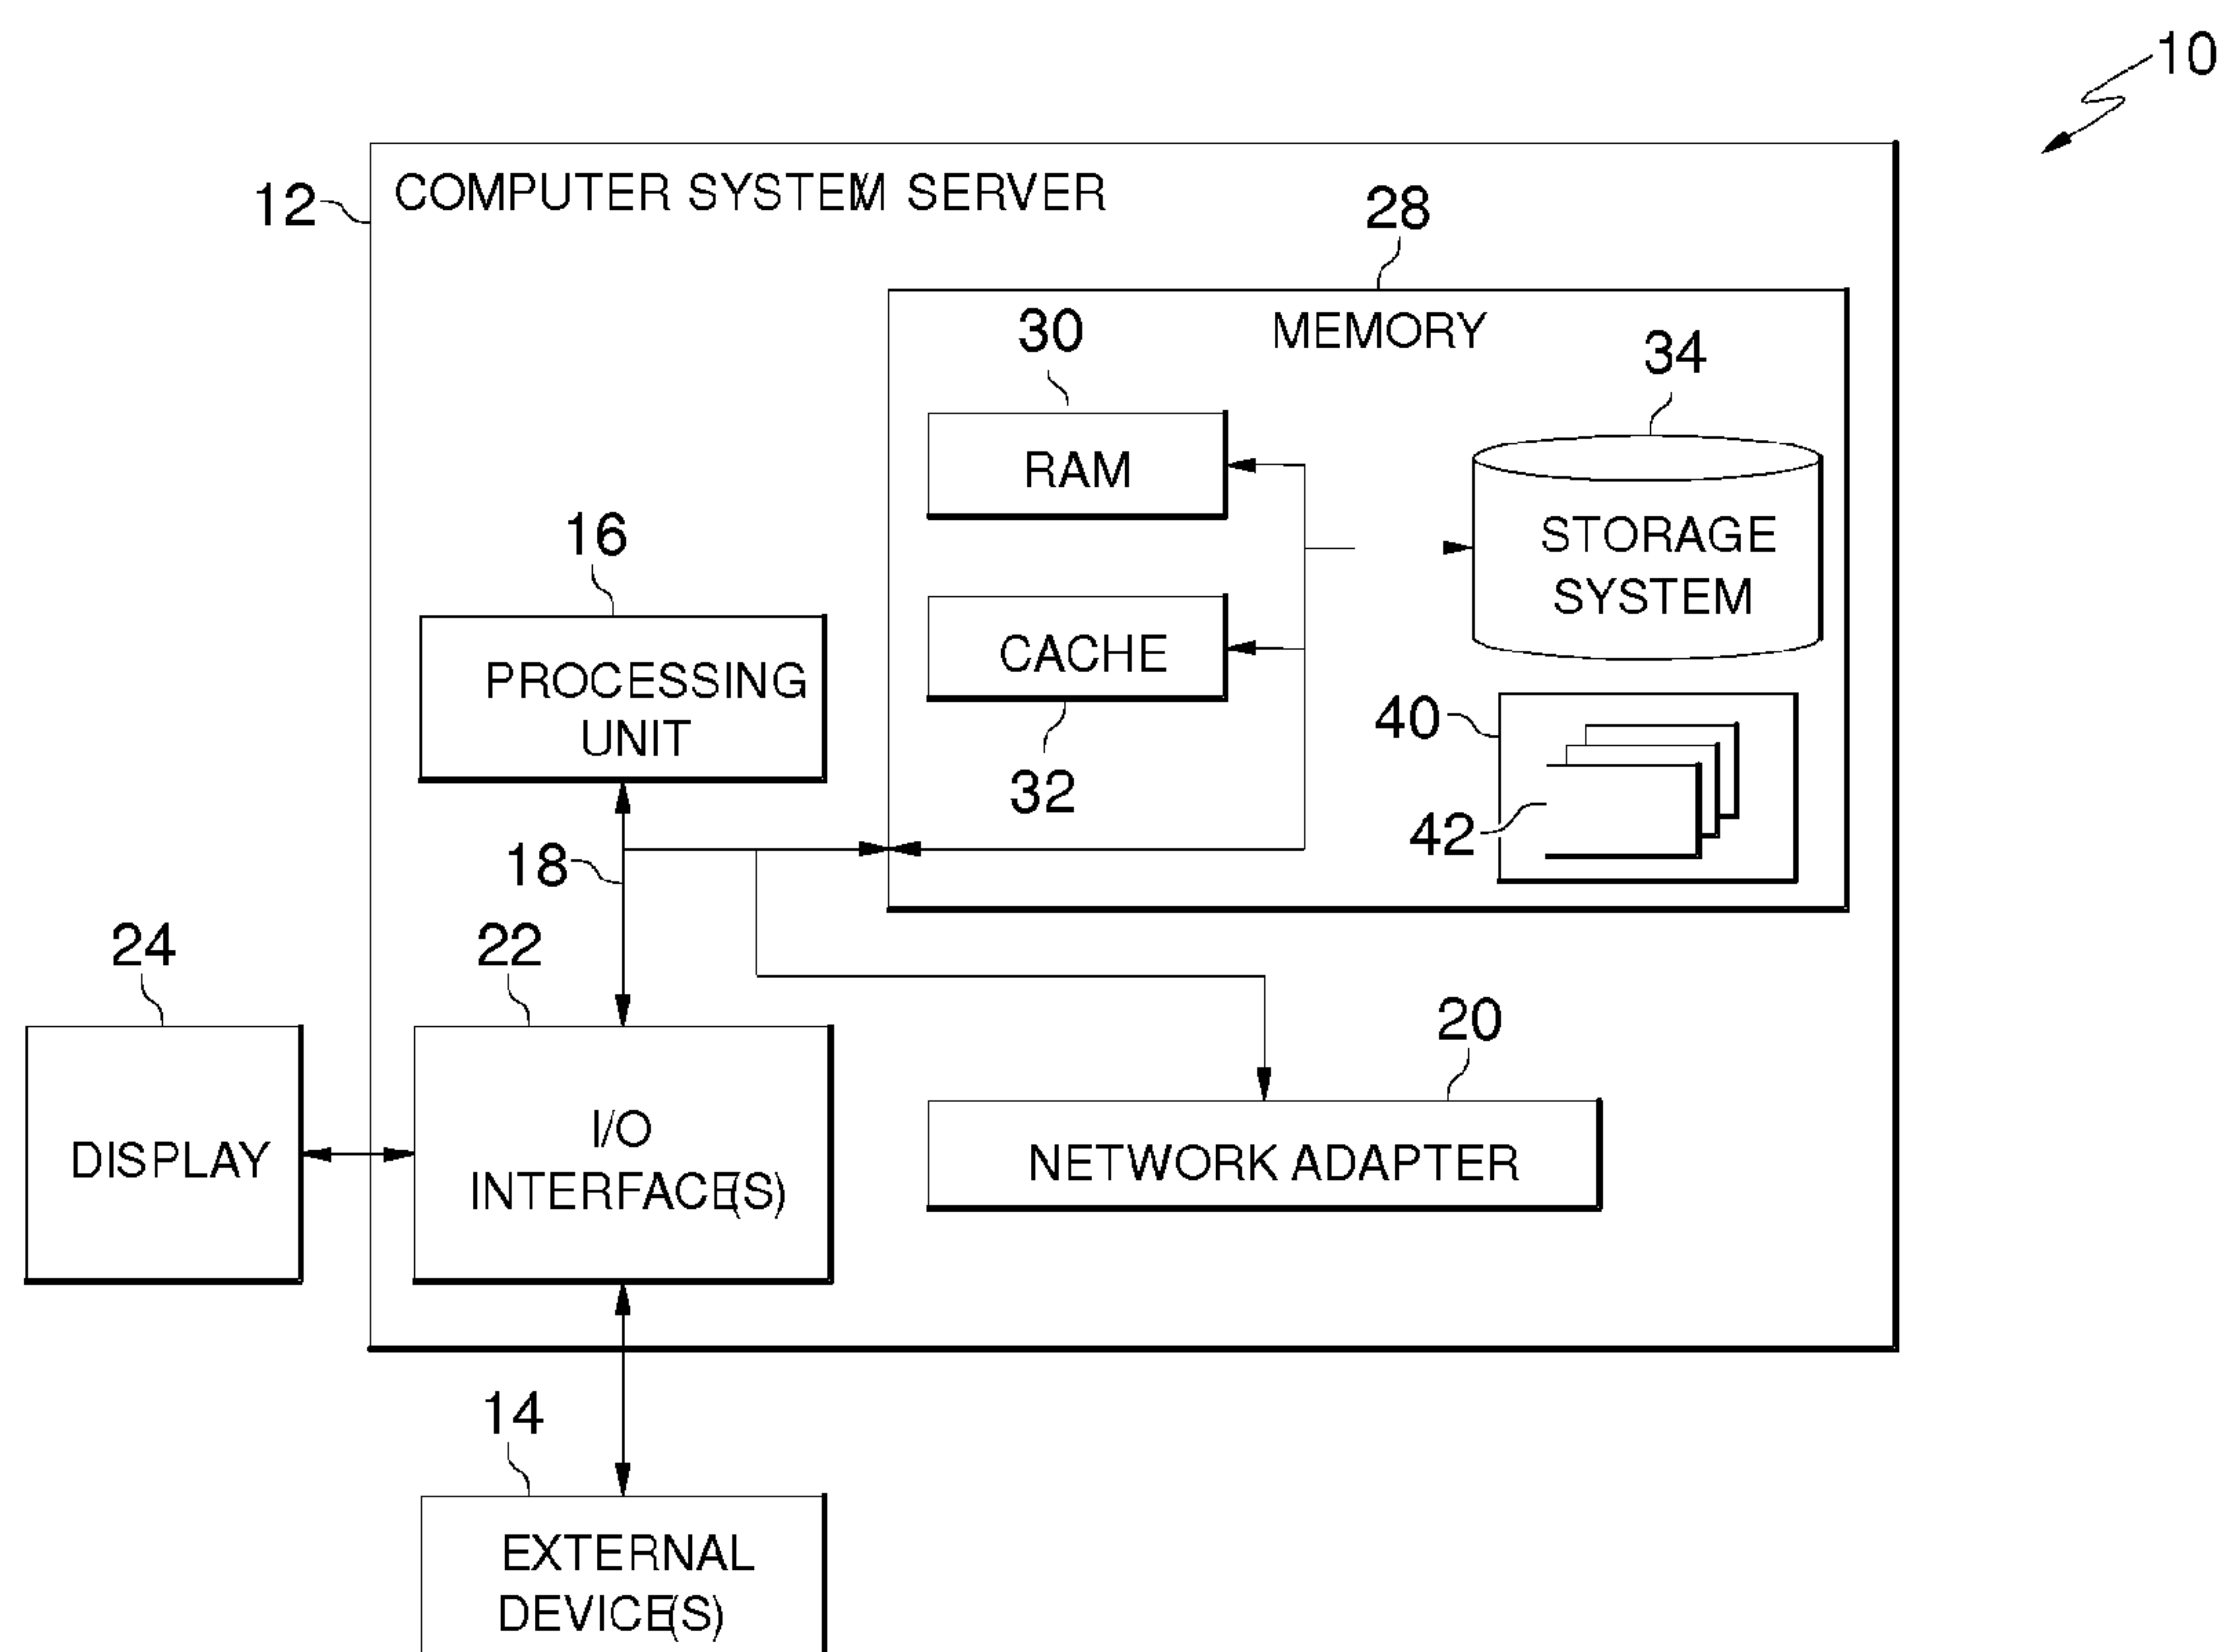 10
12
COMPUTER SYSTEM SERVER
28
MEMORY
30
RAM
34
STORAGE
SYSTEM
16
PROCESSING
UNIT
CACHE
32
40
42
18
24
DISPLAY
22
I/O
INTERFACE(S)
20
NETWORK ADAPTER
14
EXTERNAL
DEVICE(S)